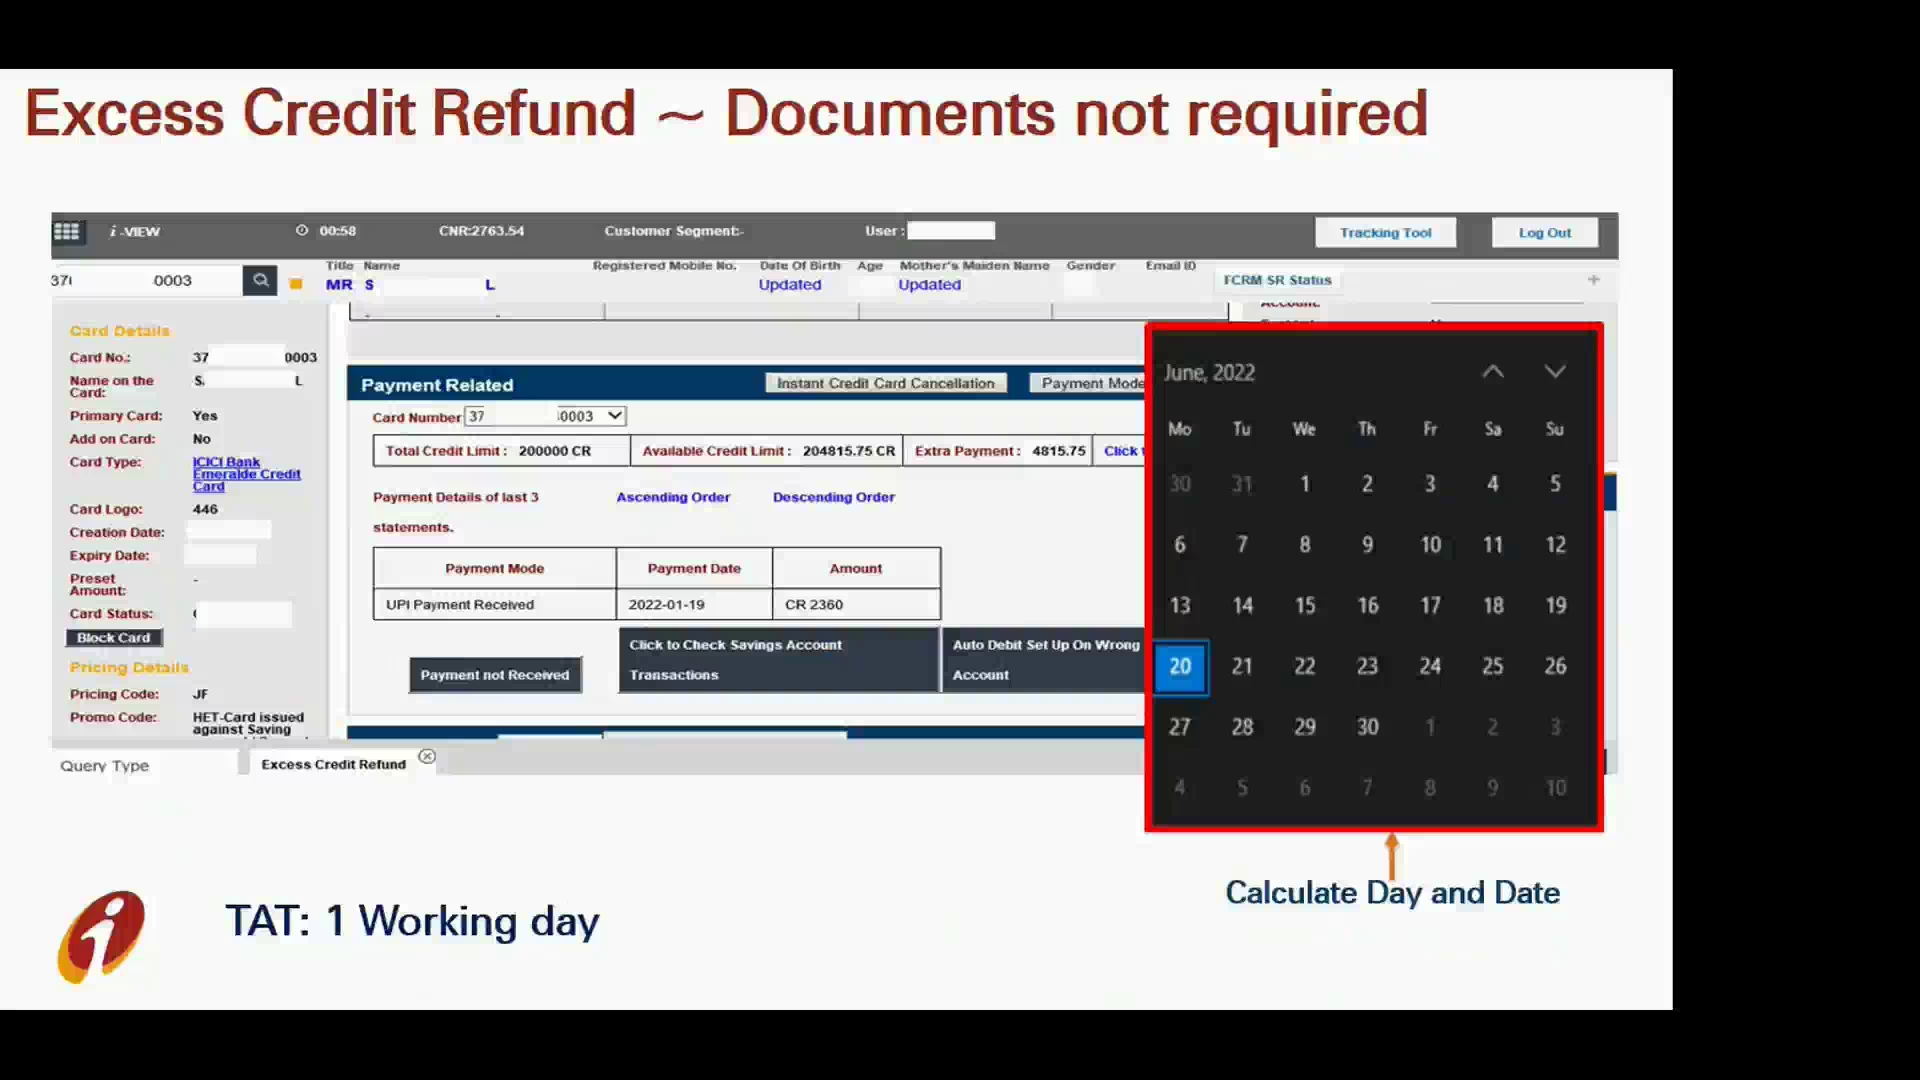 Excess Credit Refund ~ Documents not required
i-VIEW 00:58 CNR:2763.54 Customer Segment:- User : Tracking Tool Log Out
Title Name Registered Mobile No. Date Of Birth Age Mother's Maiden Name Gender Email ID
37 0003 MR S L Updated Updated FCRM SR Status +
Card Details
Card No.: 37 0003
Name on the Card: S. L
Primary Card: Yes
Add on Card: No
Card Type: ICICI Bank Emeralde Credit Card
Card Logo: 446
Creation Date:
Expiry Date:
Preset Amount: -
Card Status:
Block Card
Pricing Details
Pricing Code: JF
Promo Code: HET-Card issued against Saving
Payment Related Instant Credit Card Cancellation Payment Mode
Card Number 37 0003
Total Credit Limit : 200000 CR Available Credit Limit : 204815.75 CR Extra Payment : 4815.75 Click
Payment Details of last 3 statements. Ascending Order Descending Order
Payment Mode Payment Date Amount
UPI Payment Received 2022-01-19 CR 2360
Payment not Received
Click to Check Savings Account Transactions
Auto Debit Set Up On Wrong Account
Query Type Excess Credit Refund
June, 2022
Mo Tu We Th Fr Sa Su
30 31 1 2 3 4 5
6 7 8 9 10 11 12
13 14 15 16 17 18 19
20 21 22 23 24 25 26
27 28 29 30 1 2 3
4 5 6 7 8 9 10
Calculate Day and Date
TAT: 1 Working day